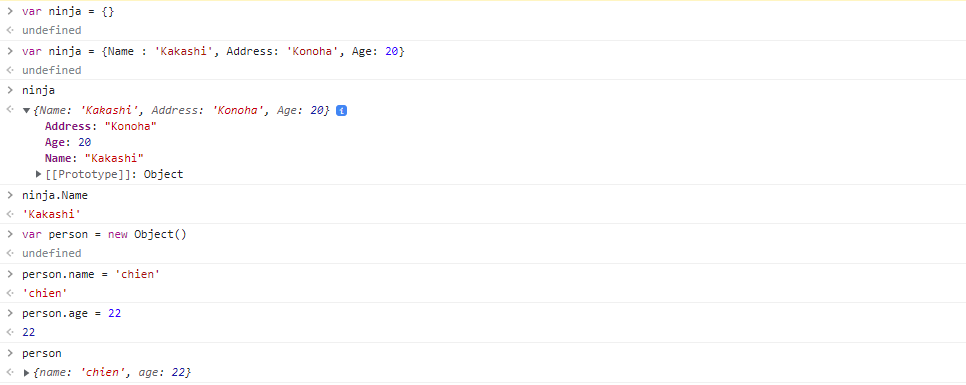 var ninja = {}
undefined
var ninja = {Name : 'Kakashi', Address: 'Konoha', Age: 20}
undefined
ninja
{Name: 'Kakashi', Address: 'Konoha', Age: 20} i
Address: "Konoha"
Age: 20
Name: "Kakashi"
[[Prototype]]: Object
ninja.Name
'Kakashi'
var person = new Object()
undefined
person.name = 'chien'
'chien'
person.age = 22
22
person
{name: 'chien', age: 22}